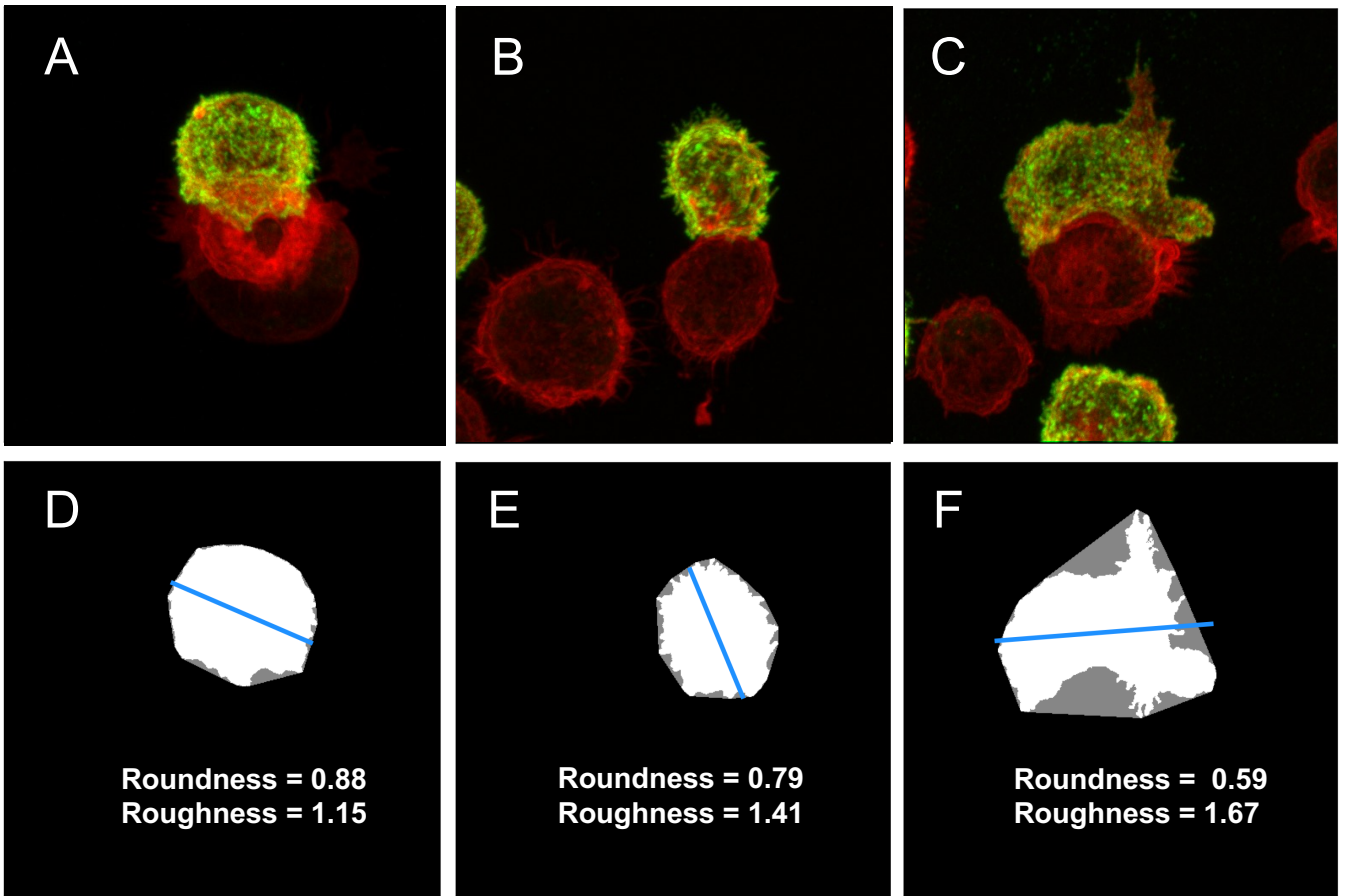 A
B
C
D
E
F
Roundness = 0.88
Roughness = 1.15
Roundness = 0.79
Roughness = 1.41
Roundness =  0.59
Roughness = 1.67